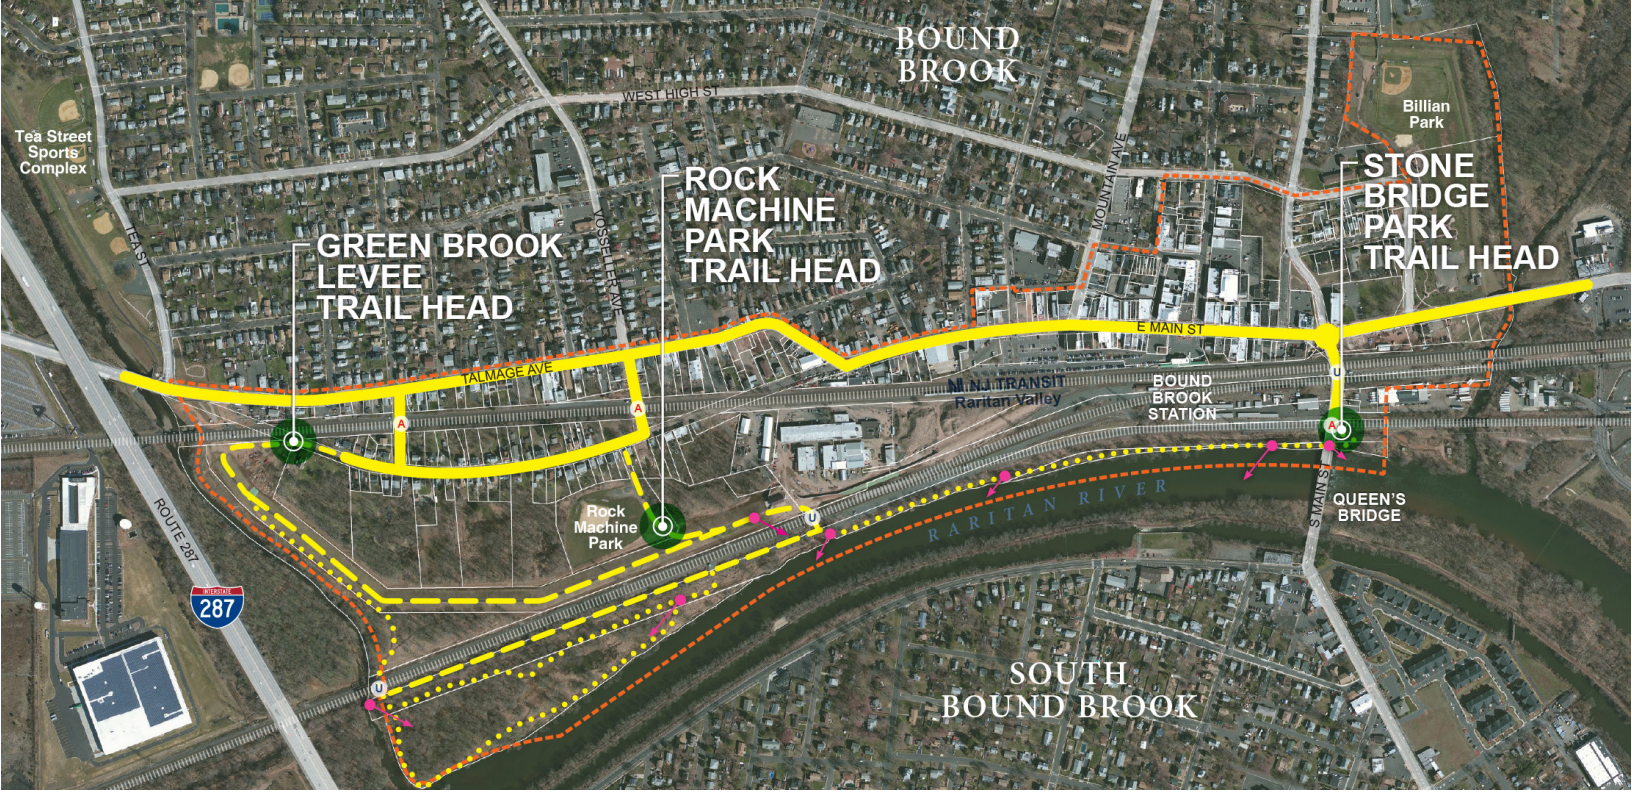 BOUND
BROOK
WEST HIGH ST
Billian
Park
Tea Street
Sports
Complex
MOUNTAIN AVE
STONE
BRIDGE
PARK
TRAIL HEAD
ROCK
MACHINE
PARK
TRAIL HEAD
TEA ST
VOSSELLER AVE
GREEN BROOK
LEVEE
TRAIL HEAD
E MAIN ST
TALMAGE AVE
NJ TRANSIT
Raritan Valley
BOUND
BROOK
STATION
U
A
A
A
RARITAN RIVER
S MAIN ST
QUEEN'S
BRIDGE
Rock
Machine
Park
U
ROUTE 287
INTERSTATE
287
U
SOUTH
BOUND BROOK